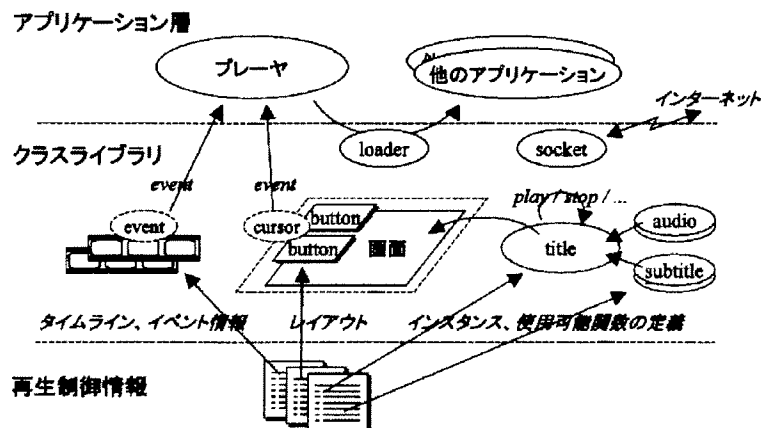 アプリケーション層
プレーヤ
他のアプリケーション
インターネット
クラスライブラリ
loader
socket
event
event
play / stop / ...
event
cursor
button
button
画面
title
audio
subtitle
タイムライン、イベント情報
レイアウト
インスタンス、使用可能関数の定義
再生制御情報